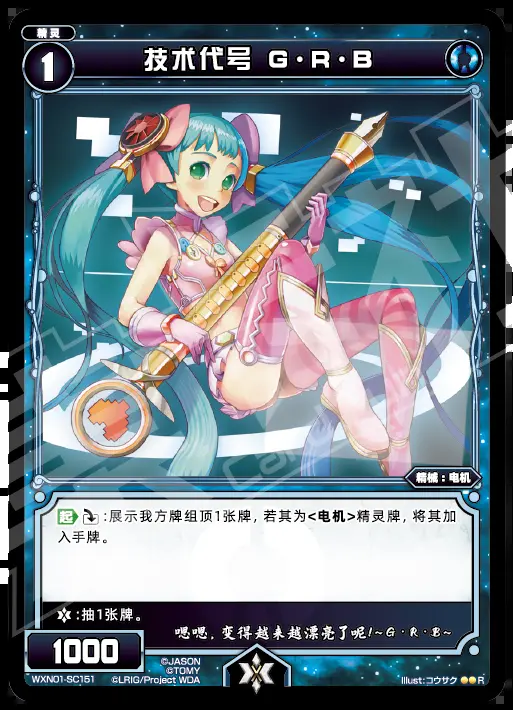 精灵
1
技术代号 G·R·B
精械：电机
起 :展示我方牌组顶1张牌, 若其为<电机>精灵牌, 将其加
入手牌。
:抽1张牌。
嗯嗯, 变得越来越漂亮了呢!~G·R·B~
1000
©JASON
©TOMY
WXN01-SC151 ©LRIG/Project WDA
Illust:コウサク R